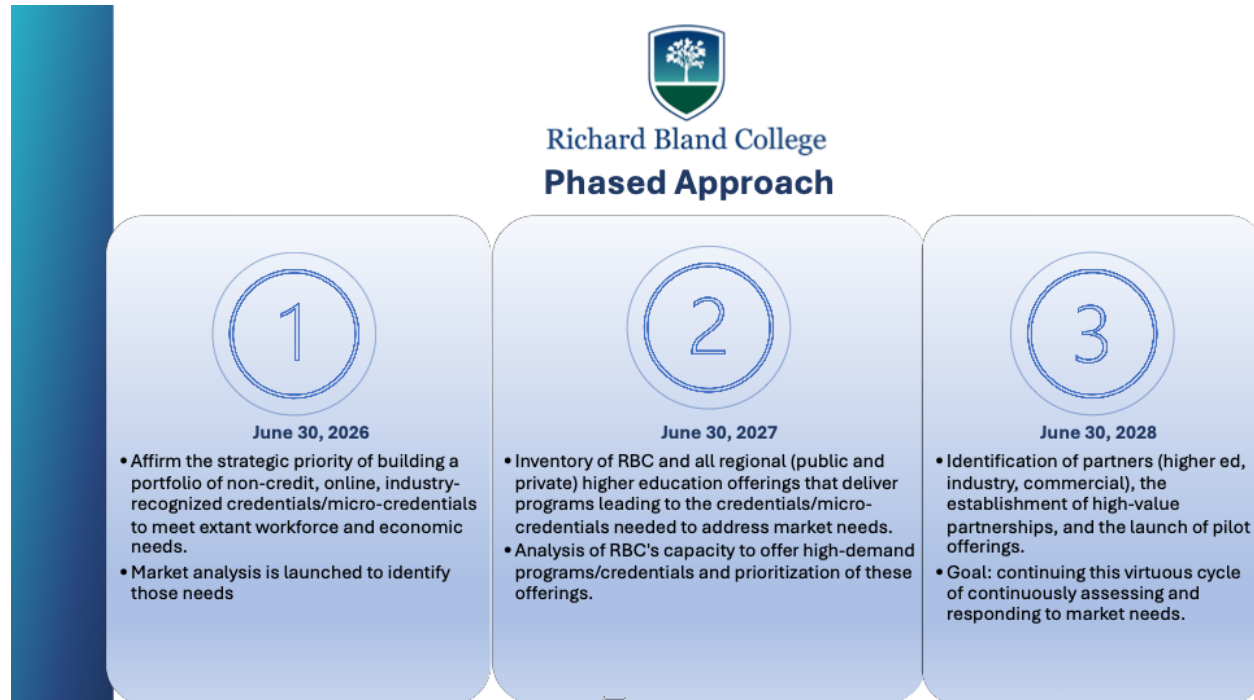 Richard Bland College
Phased Approach
1
June 30, 2026
• Affirm the strategic priority of building a
portfolio of non-credit, online, industry-
recognized credentials/micro-credentials
to meet extant workforce and economic
needs.
• Market analysis is launched to identify
those needs
2
June 30, 2027
• Inventory of RBC and all regional (public and
private) higher education offerings that deliver
programs leading to the credentials/micro-
credentials needed to address market needs.
• Analysis of RBC's capacity to offer high-demand
programs/credentials and prioritization of these
offerings.
3
June 30, 2028
• Identification of partners (higher ed,
industry, commercial), the
establishment of high-value
partnerships, and the launch of pilot
offerings.
• Goal: continuing this virtuous cycle
of continuously assessing and
responding to market needs.